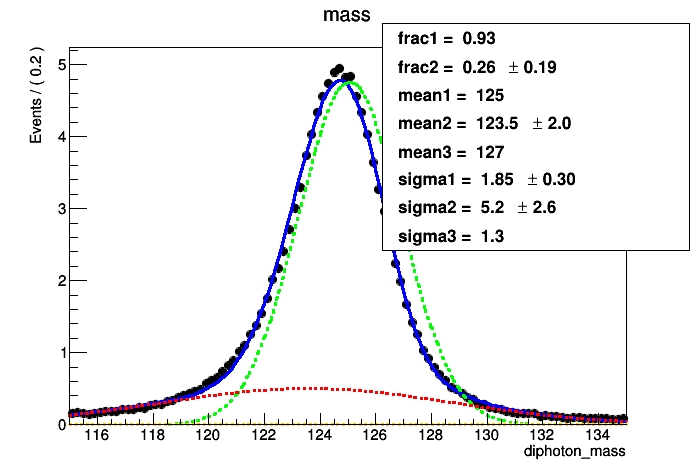 mass
frac1 = 0.93
frac2 = 0.26 ± 0.19
mean1 = 125
mean2 = 123.5 ± 2.0
mean3 = 127
sigma1 = 1.85 ± 0.30
sigma2 = 5.2 ± 2.6
sigma3 = 1.3
Events / ( 0.2 )
5
4
3
2
1
0
116 118 120 122 124 126 128 130 132 134
diphoton_mass